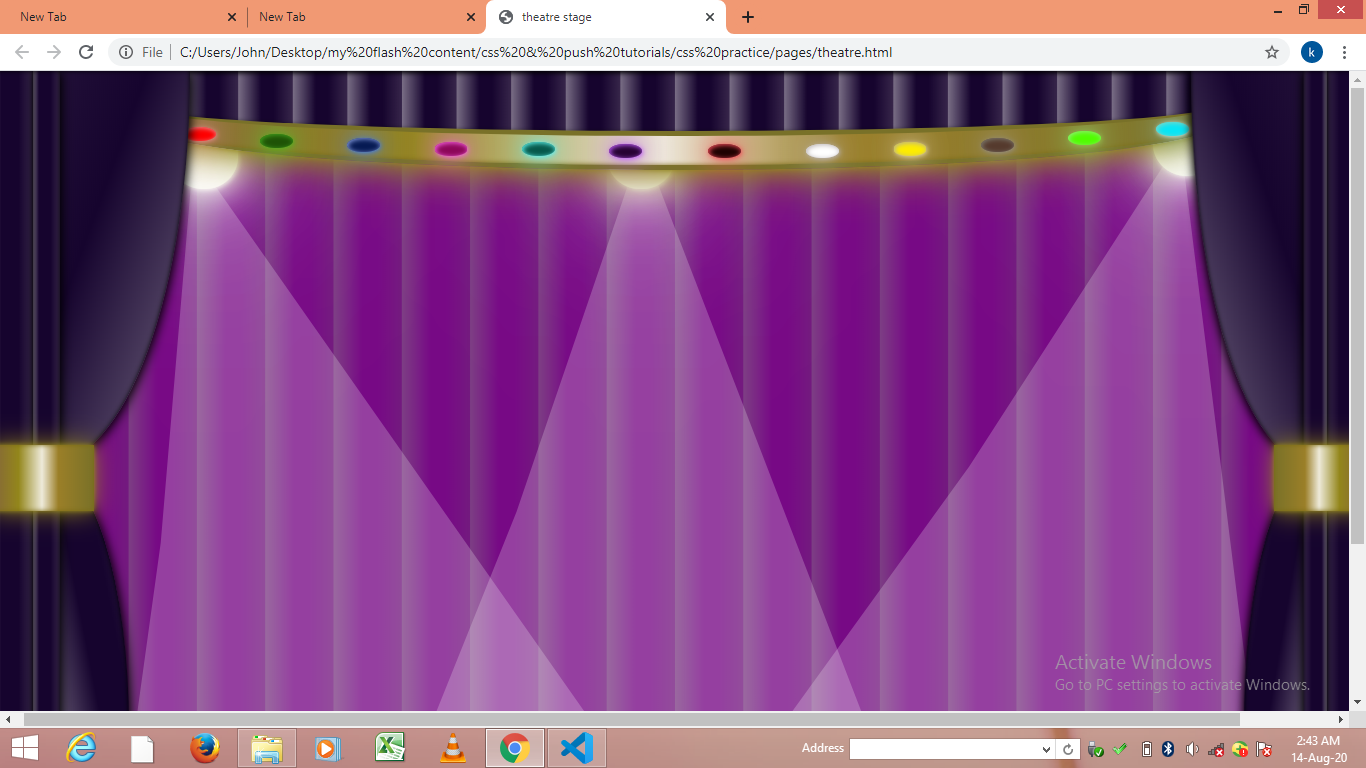 New Tab
New Tab
theatre stage
File
C:/Users/John/Desktop/my%20flash%20content/css%20&%20push%20tutorials/css%20practice/pages/theatre.html
k
Activate Windows
Go to PC settings to activate Windows.
Address
2:43 AM
14-Aug-20